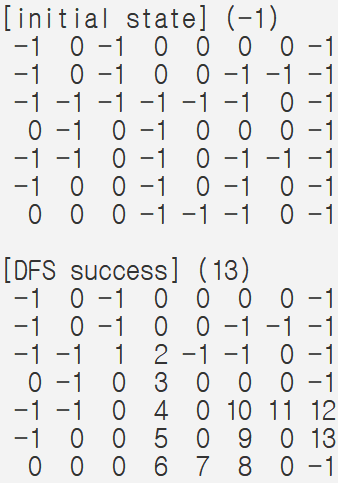 [initial state] (-1)
-1 0 -1 0 0 0 0 -1
-1 0 -1 0 0 -1 -1 -1
-1 -1 -1 -1 -1 -1 0 -1
0 -1 0 -1 0 0 0 -1
-1 -1 0 -1 0 -1 -1 -1
-1 0 0 -1 0 -1 0 -1
0 0 0 -1 -1 -1 0 -1
[DFS success] (13)
-1 0 -1 0 0 0 0 -1
-1 0 -1 0 0 -1 -1 -1
-1 -1 1 2 -1 -1 0 -1
0 -1 0 3 0 0 0 -1
-1 -1 0 4 0 10 11 12
-1 0 0 5 0 9 0 13
0 0 0 6 7 8 0 -1